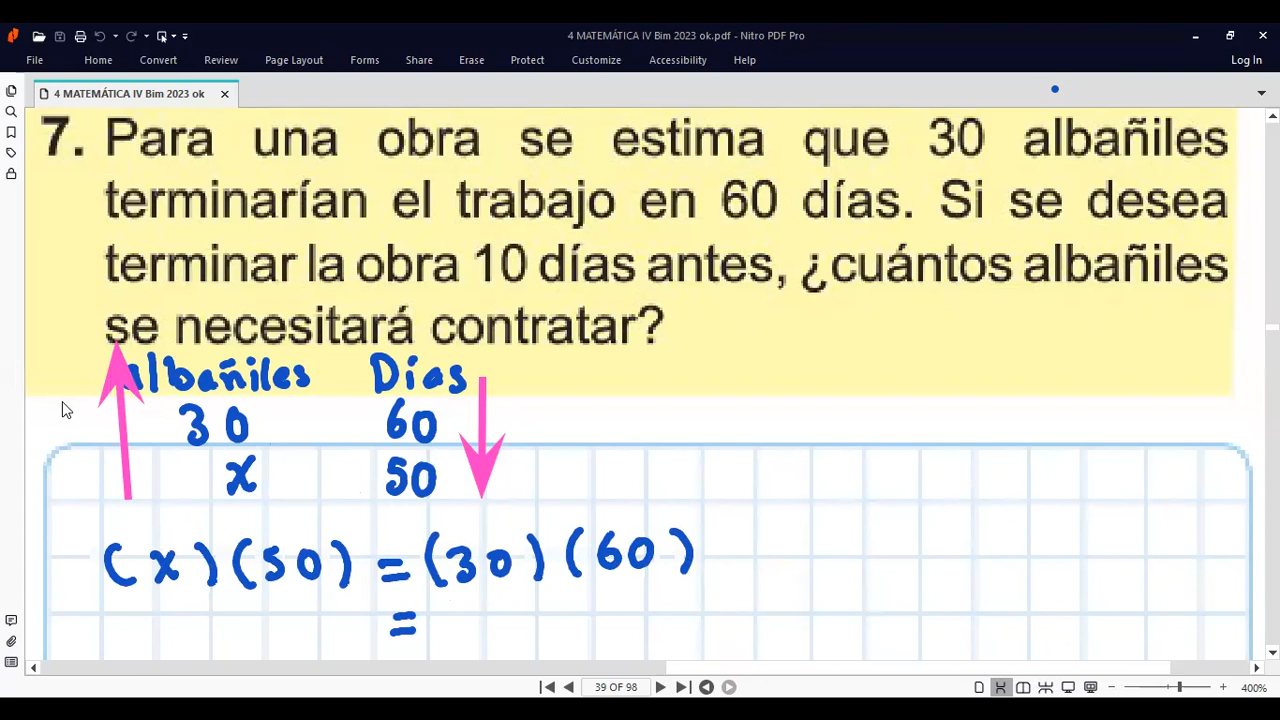 4 MATEMÁTICA IV Bim 2023 ok.pdf - Nitro PDF Pro
File Home Convert Review Page Layout Forms Share Erase Protect Customize Accessibility Help Log In
4 MATEMÁTICA IV Bim 2023 ok
7. Para una obra se estima que 30 albañiles
terminarían el trabajo en 60 días. Si se desea
terminar la obra 10 días antes, ¿cuántos albañiles
se necesitará contratar?
albañiles Días
30 60
x 50
(x)(50) = (30)(60)
=
39 OF 98 400%